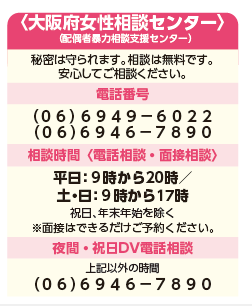 〈大阪府女性相談センター〉
(配偶者暴力相談支援センター)
秘密は守られます。相談は無料です。
安心してご相談ください。
電話番号
(06)6949-6022
(06)6946-7890
相談時間〈電話相談・面接相談〉
平日:9時から20時／
土・日:9時から17時
祝日、年末年始を除く
※面接はできるだけご予約ください。
夜間・祝日DV電話相談
上記以外の時間
(06)6946-7890